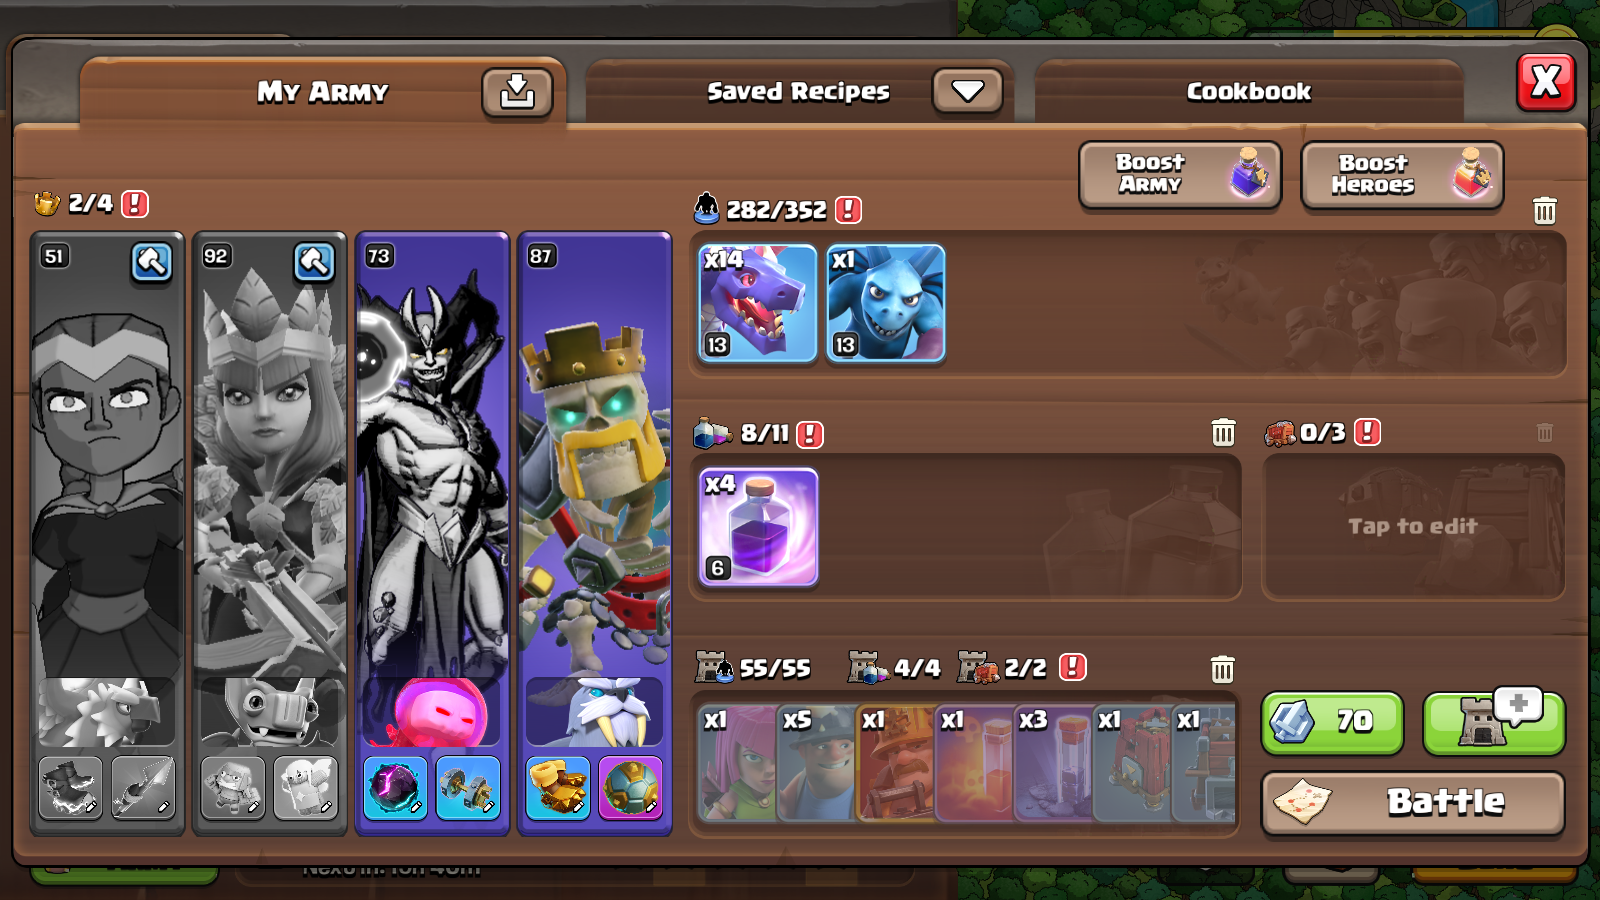 My Army
Saved Recipes
Cookbook
X
Boost
Army
Boost
Heroes
2/4
!
282/352
!
51
92
73
87
x14
13
x1
13
8/11
!
0/3
!
x4
6
Tap to edit
55/55
4/4
2/2
!
x1
x5
x1
x1
x3
x1
x1
70
Battle